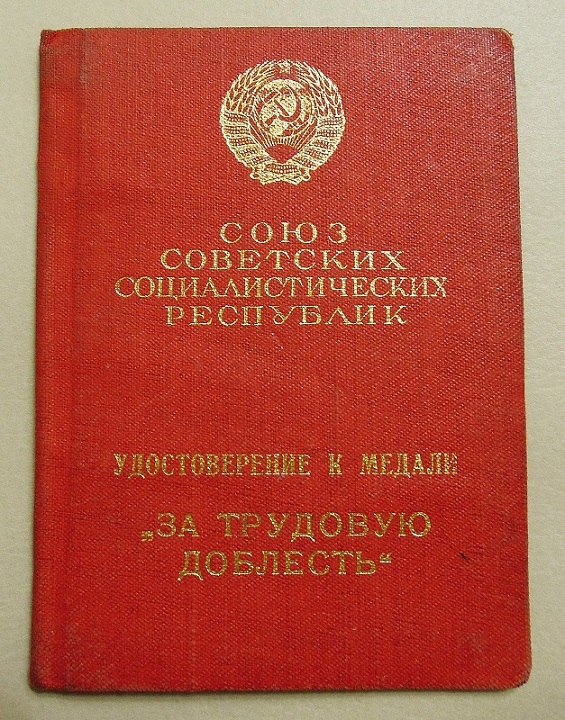 СОЮЗ
СОВЕТСКИХ
СОЦИАЛИСТИЧЕСКИХ
РЕСПУБЛИК
УДОСТОВЕРЕНИЕ К МЕДАЛИ
„ЗА ТРУДОВУЮ
ДОБЛЕСТЬ“